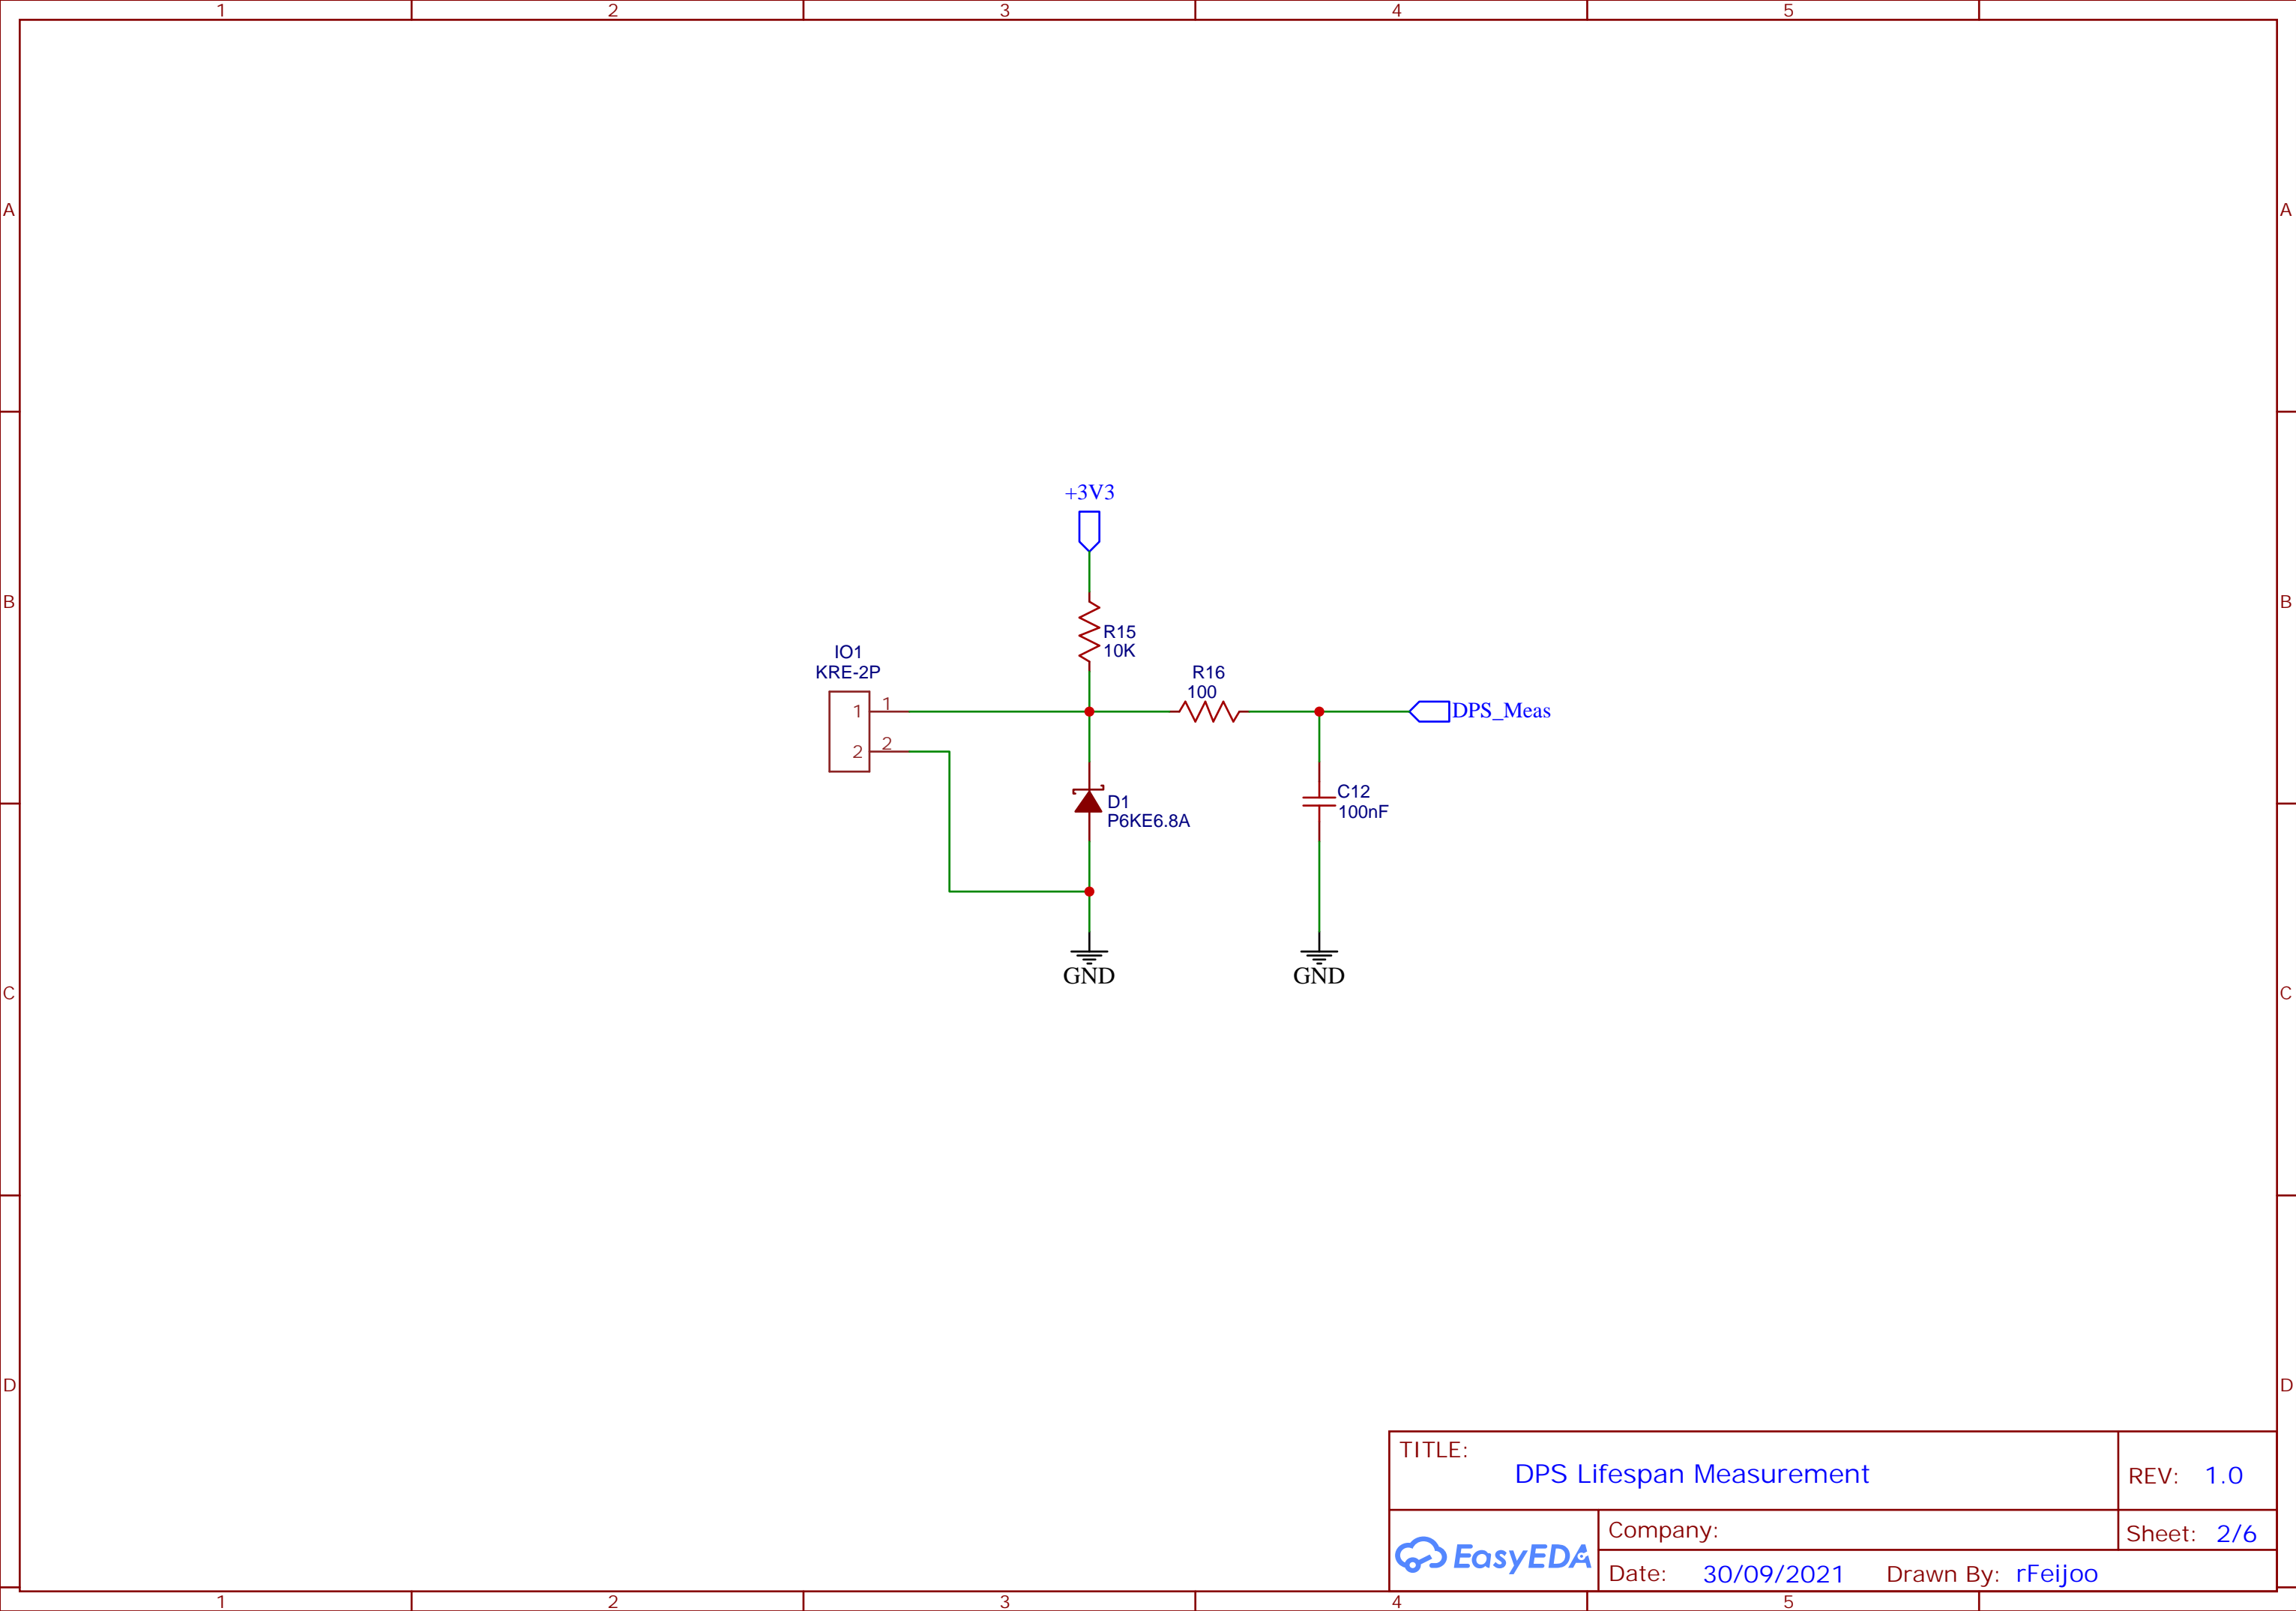 1 2 3 4 5
A A
+3V3
B B
R15
10K
IO1
KRE-2P
R16
100
1 1
DPS_Meas
2 2
C12
100nF
D1
P6KE6.8A
GND GND
C C
D D
TITLE:
DPS Lifespan Measurement
REV: 1.0
EasyEDA
Company:
Sheet: 2/6
Date: 30/09/2021 Drawn By: rFeijoo
1 2 3 4 5